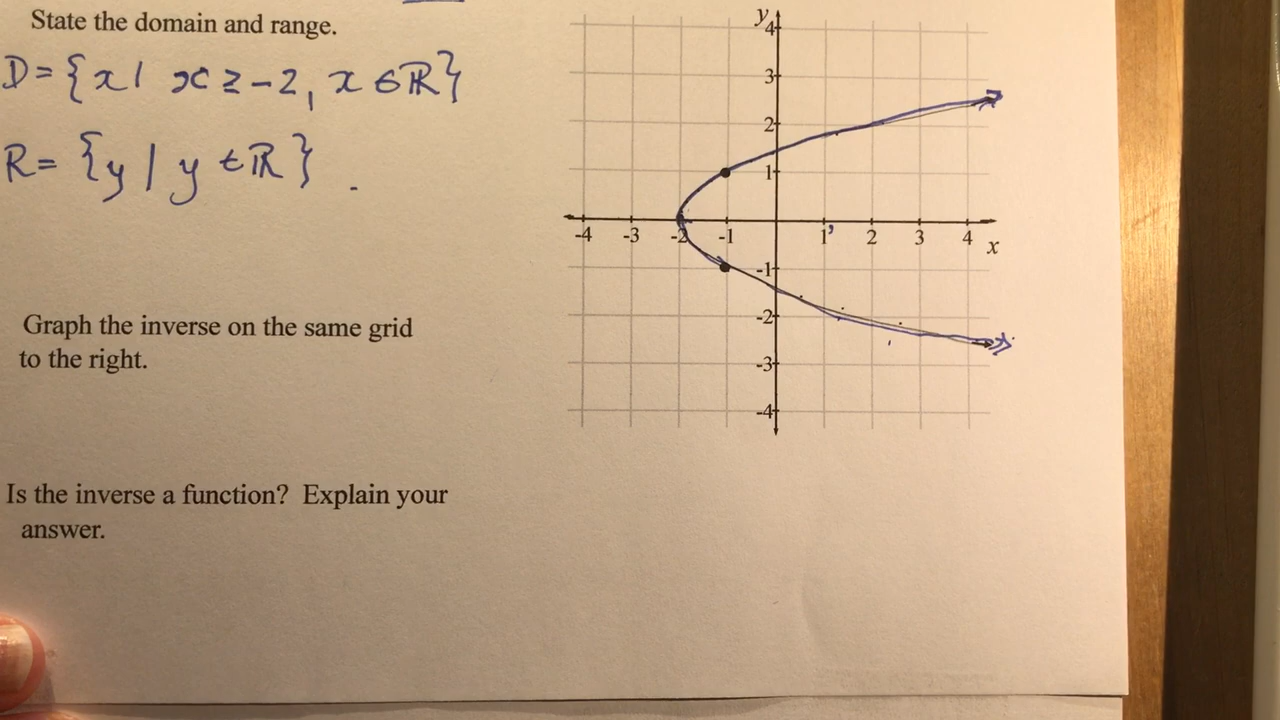 State the domain and range.
D = {x | x ≥ -2, x ∈ ℝ}
R = {y | y ∈ ℝ}.
Graph the inverse on the same grid
to the right.
Is the inverse a function? Explain your
answer.
y
4
3
2
1
-4 -3 -2 -1 1 2 3 4 x
-1
-2
-3
-4